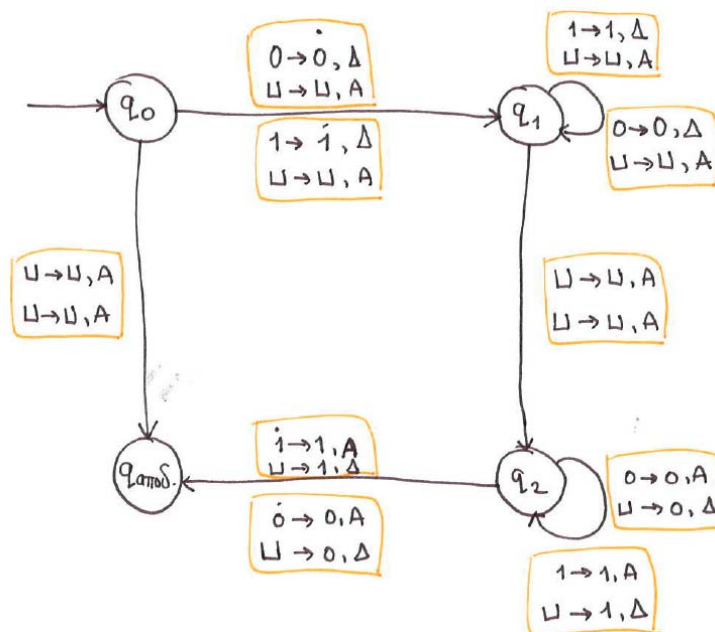 1→1, Δ
⊔→⊔, A
0→0̇, Δ
⊔→⊔, A
q0
q1
1→1̇, Δ
⊔→⊔, A
0→0, Δ
⊔→⊔, A
⊔→⊔, A
⊔→⊔, A
⊔→⊔, A
⊔→⊔, A
1̇→1, A
⊔→1, Δ
qαποδ.
q2
0→0, A
⊔→0, Δ
0̇→0, A
⊔→0, Δ
1→1, A
⊔→1, Δ